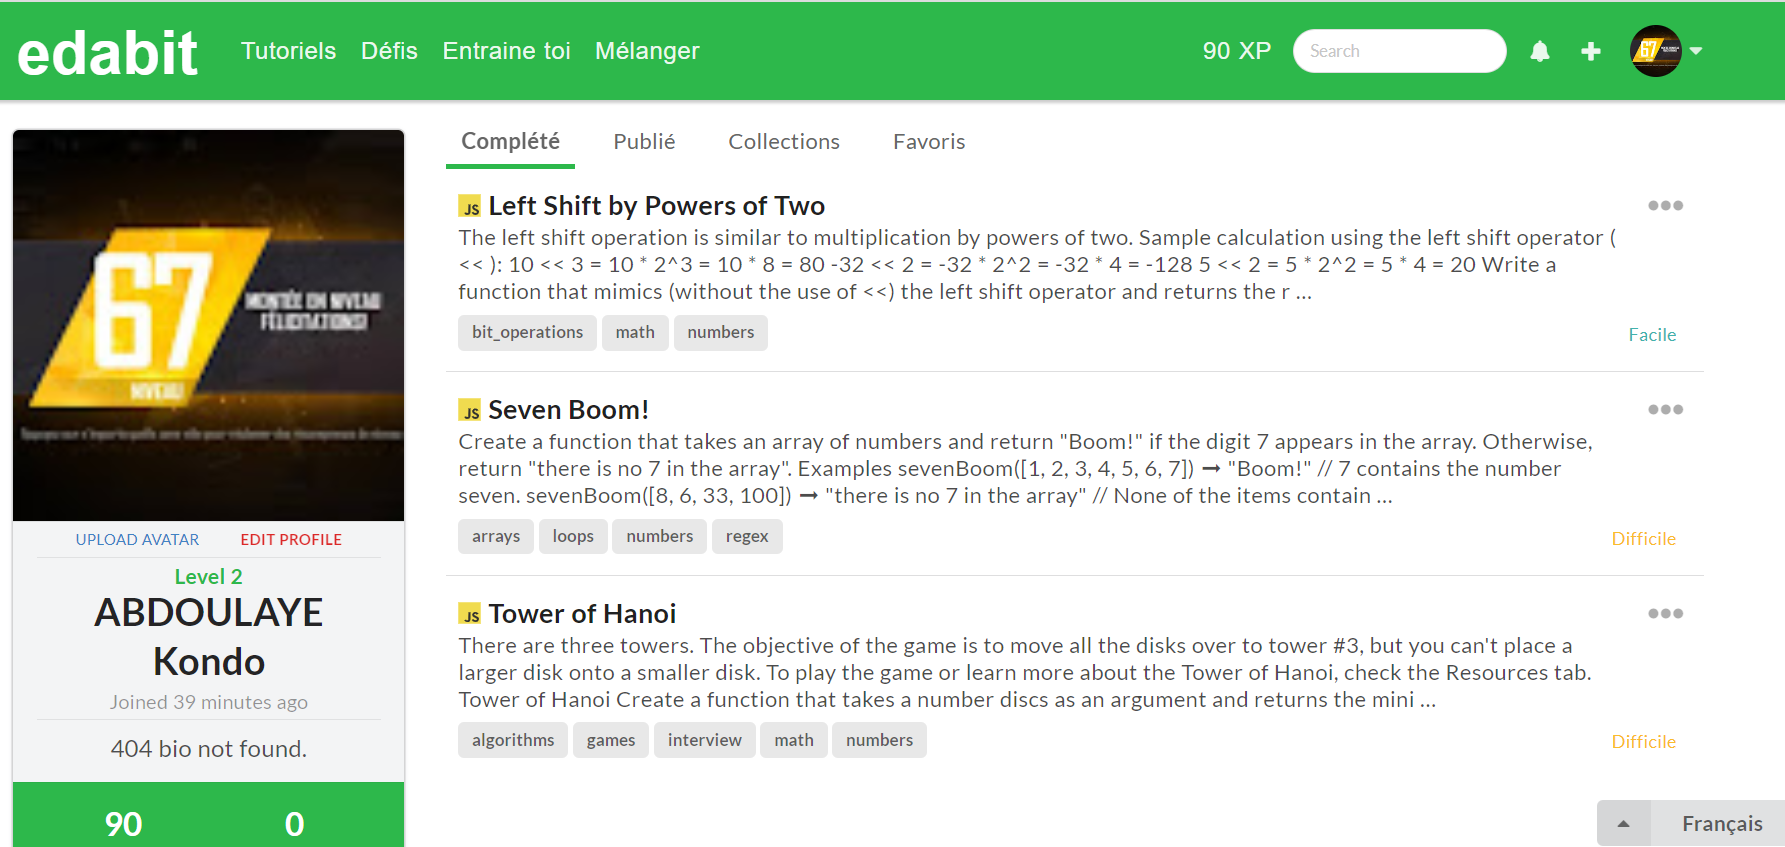 edabit Tutoriels Défis Entraine toi Mélanger 90 XP Search
67
MONTÉE EN NIVEAU
FÉLICITATIONS!
NIVEAU
UPLOAD AVATAR EDIT PROFILE
Level 2
ABDOULAYE
Kondo
Joined 39 minutes ago
404 bio not found.
90 0
Complété Publié Collections Favoris
JS Left Shift by Powers of Two
The left shift operation is similar to multiplication by powers of two. Sample calculation using the left shift operator (
<< ): 10 << 3 = 10 * 2^3 = 10 * 8 = 80 -32 << 2 = -32 * 2^2 = -32 * 4 = -128 5 << 2 = 5 * 2^2 = 5 * 4 = 20 Write a
function that mimics (without the use of <<) the left shift operator and returns the r ...
bit_operations math numbers
Facile
JS Seven Boom!
Create a function that takes an array of numbers and return "Boom!" if the digit 7 appears in the array. Otherwise,
return "there is no 7 in the array". Examples sevenBoom([1, 2, 3, 4, 5, 6, 7]) ➞ "Boom!" // 7 contains the number
seven. sevenBoom([8, 6, 33, 100]) ➞ "there is no 7 in the array" // None of the items contain ...
arrays loops numbers regex
Difficile
JS Tower of Hanoi
There are three towers. The objective of the game is to move all the disks over to tower #3, but you can't place a
larger disk onto a smaller disk. To play the game or learn more about the Tower of Hanoi, check the Resources tab.
Tower of Hanoi Create a function that takes a number discs as an argument and returns the mini ...
algorithms games interview math numbers
Difficile
Français